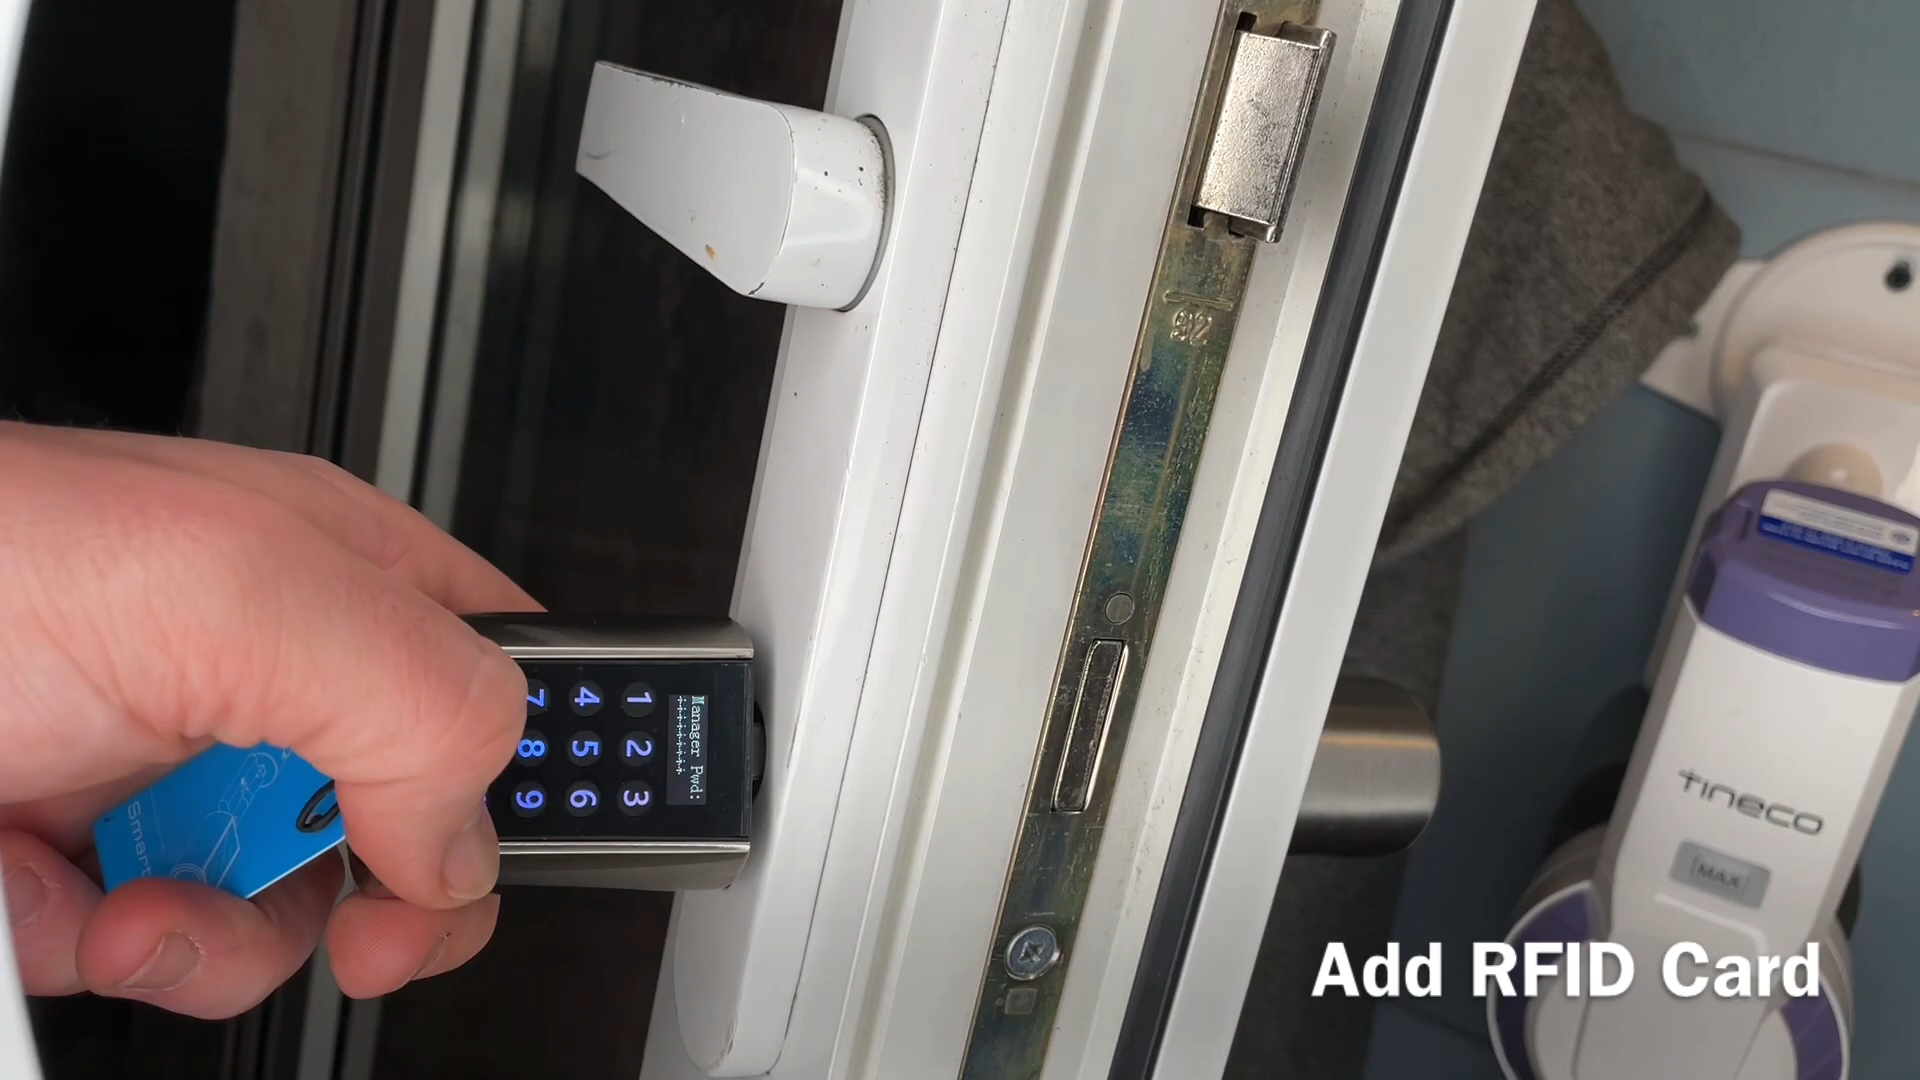 92
Manager Pwd:
********
1 2 3
4 5 6
7 8 9
Smart
TINECO
MAX
Add RFID Card